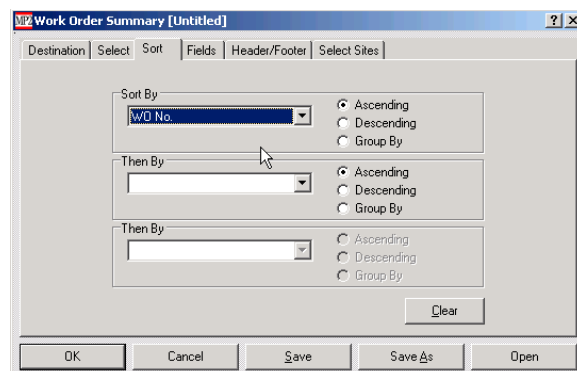 MP2 Work Order Summary [Untitled]
Destination Select Sort Fields Header/Footer Select Sites
Sort By
WO No.
Ascending
Descending
Group By
Then By
Ascending
Descending
Group By
Then By
Ascending
Descending
Group By
Clear
OK Cancel Save Save As Open